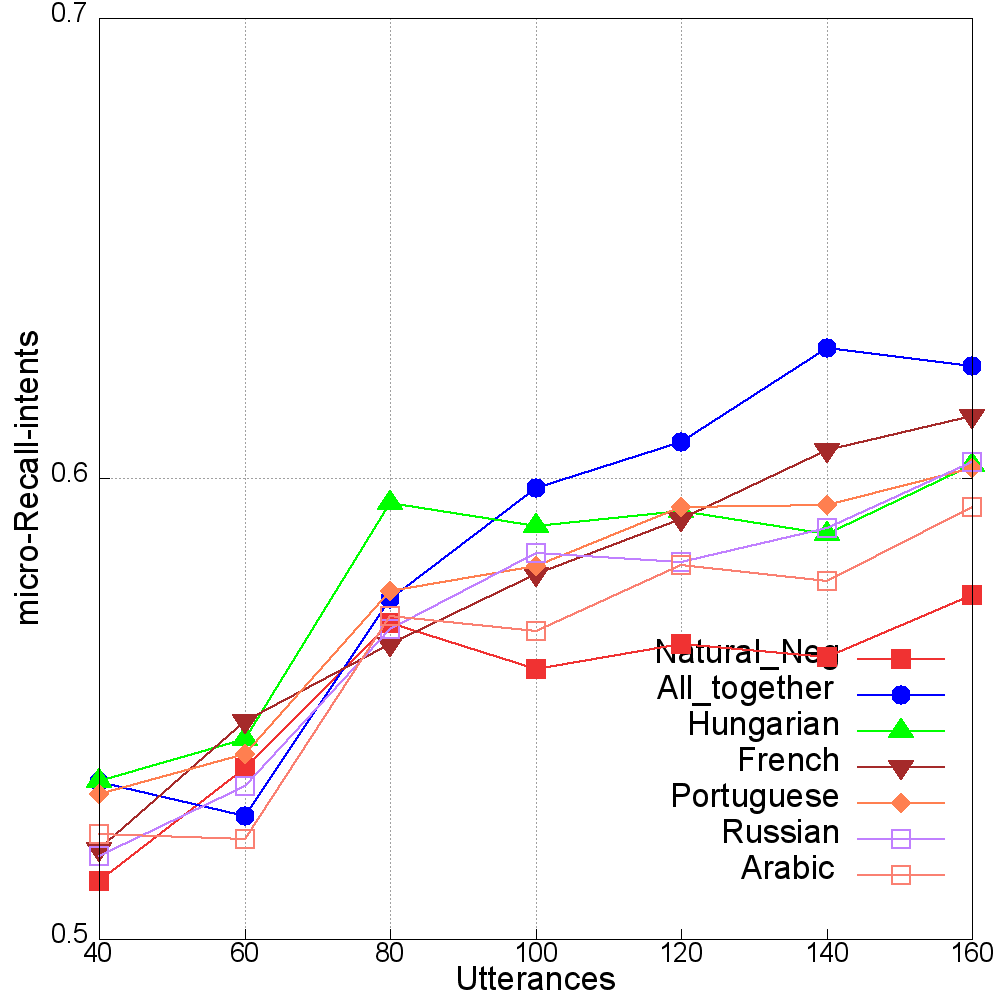 0.7
0.6
0.5
micro-Recall-intents
Natural_Neg
All_together
Hungarian
French
Portuguese
Russian
Arabic
40 60 80 100 120 140 160
Utterances